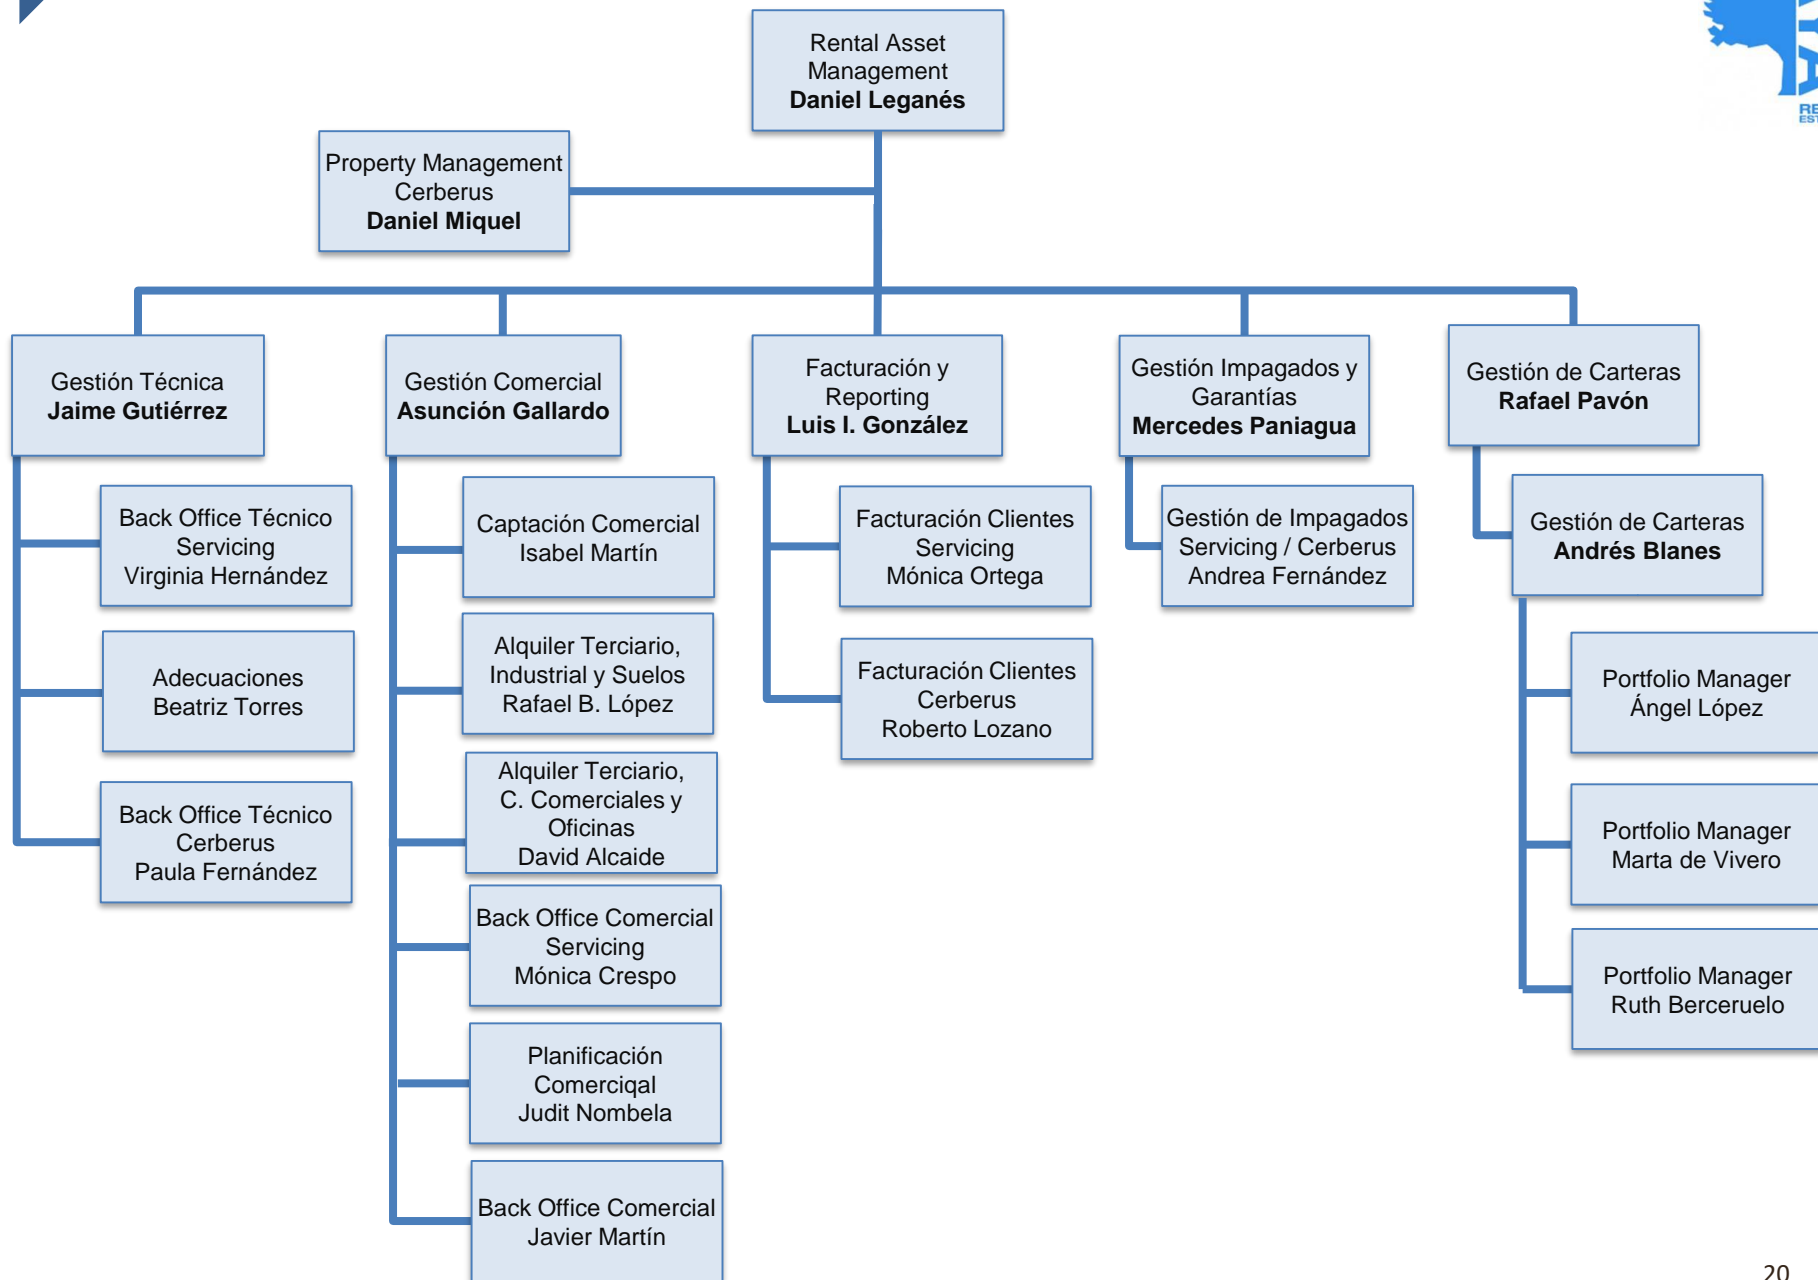 Rental Asset
Management
Daniel Leganés
Property Management
Cerberus
Daniel Miquel
Gestión Técnica
Jaime Gutiérrez
Gestión Comercial
Asunción Gallardo
Facturación y
Reporting
Luis I. González
Gestión Impagados y
Garantías
Mercedes Paniagua
Gestión de Carteras
Rafael Pavón
Back Office Técnico
Servicing
Virginia Hernández
Adecuaciones
Beatriz Torres
Back Office Técnico
Cerberus
Paula Fernández
Captación Comercial
Isabel Martín
Alquiler Terciario,
Industrial y Suelos
Rafael B. López
Alquiler Terciario,
C. Comerciales y
Oficinas
David Alcaide
Back Office Comercial
Servicing
Mónica Crespo
Planificación
Comerciqal
Judit Nombela
Back Office Comercial
Javier Martín
Facturación Clientes
Servicing
Mónica Ortega
Facturación Clientes
Cerberus
Roberto Lozano
Gestión de Impagados
Servicing / Cerberus
Andrea Fernández
Gestión de Carteras
Andrés Blanes
Portfolio Manager
Ángel López
Portfolio Manager
Marta de Vivero
Portfolio Manager
Ruth Berceruelo
20